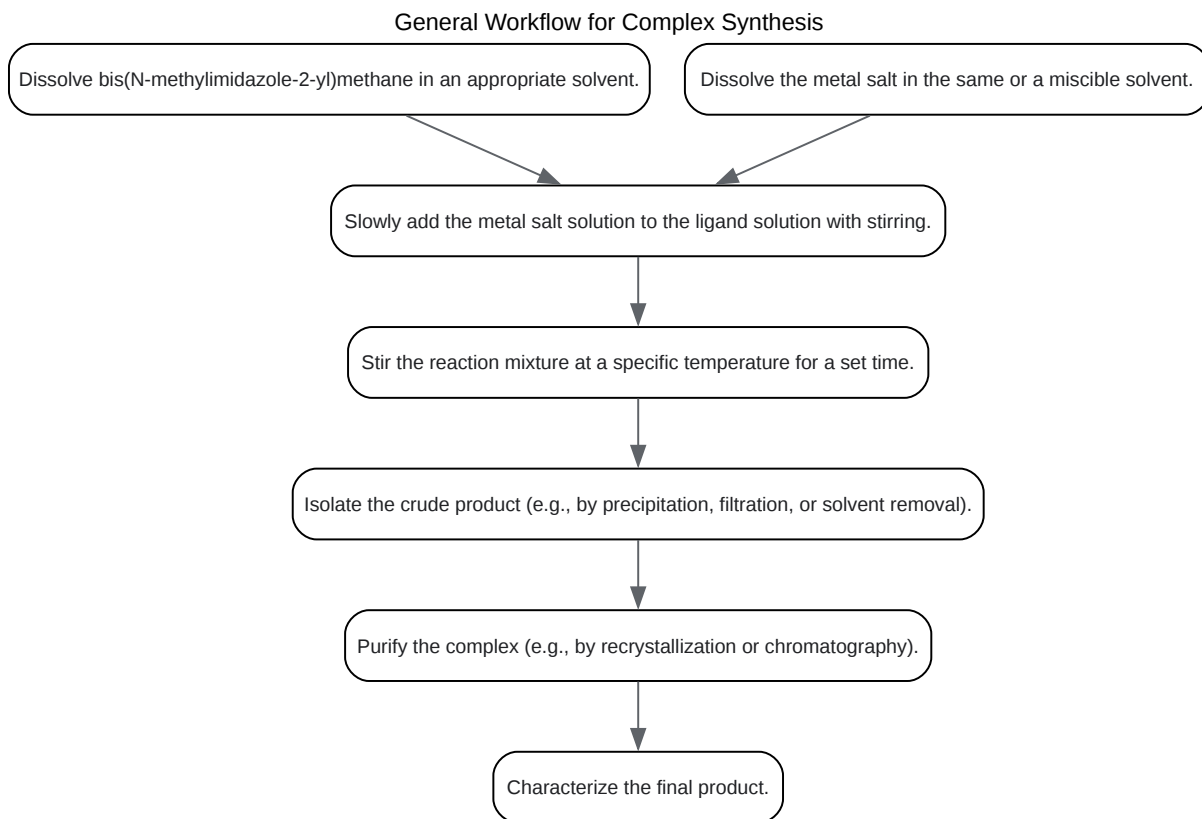 General Workflow for Complex Synthesis
Dissolve bis(N-methylimidazole-2-yl)methane in an appropriate solvent.
Dissolve the metal salt in the same or a miscible solvent.
Slowly add the metal salt solution to the ligand solution with stirring.
Stir the reaction mixture at a specific temperature for a set time.
Isolate the crude product (e.g., by precipitation, filtration, or solvent removal).
Purify the complex (e.g., by recrystallization or chromatography).
Characterize the final product.